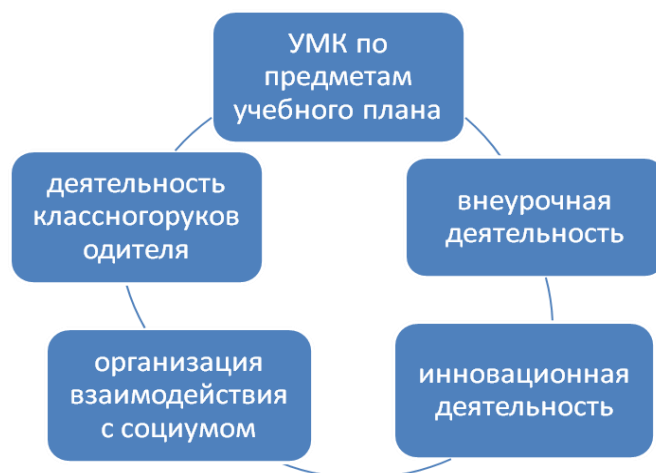 УМК по
предметам
учебного плана
деятельность
классногоруков
одителя
внеурочная
деятельность
организация
взаимодействия
с социумом
инновационная
деятельность